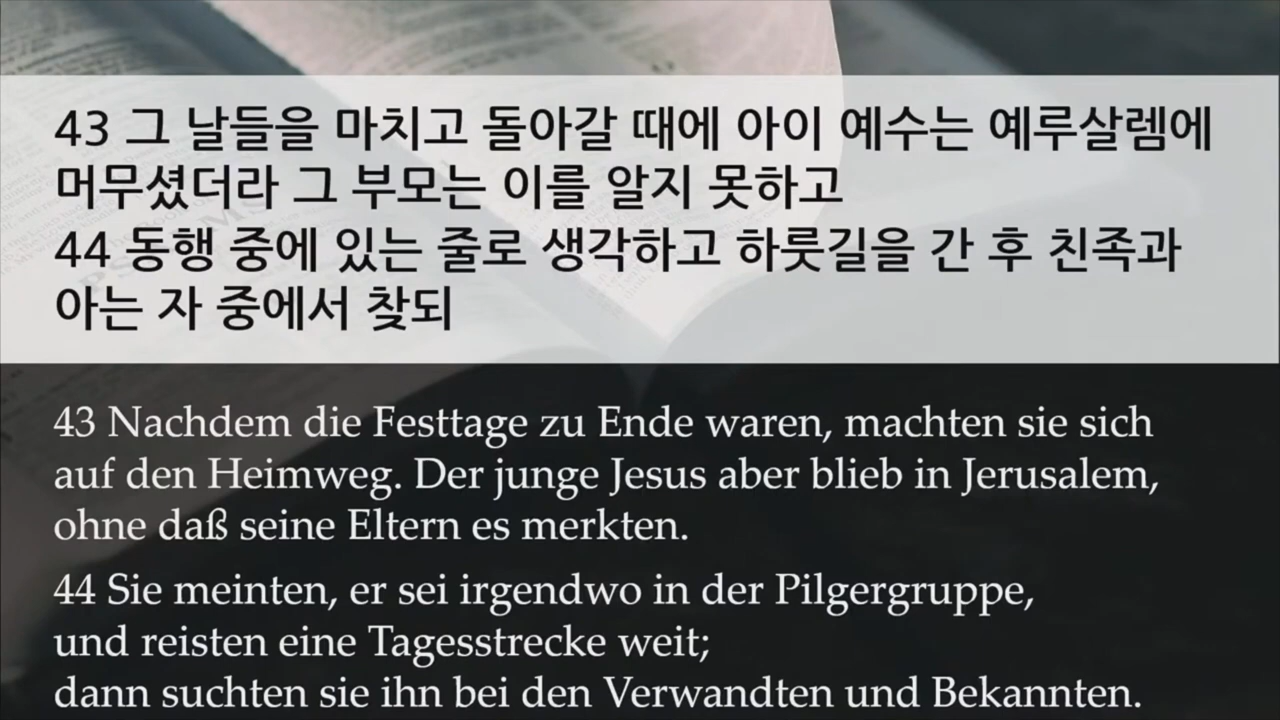 43 그 날들을 마치고 돌아갈 때에 아이 예수는 예루살렘에
머무셨더라 그 부모는 이를 알지 못하고
44 동행 중에 있는 줄로 생각하고 하룻길을 간 후 친족과
아는 자 중에서 찾되
43 Nachdem die Festtage zu Ende waren, machten sie sich
auf den Heimweg. Der junge Jesus aber blieb in Jerusalem,
ohne daß seine Eltern es merkten.
44 Sie meinten, er sei irgendwo in der Pilgergruppe,
und reisten eine Tagesstrecke weit;
dann suchten sie ihn bei den Verwandten und Bekannten.